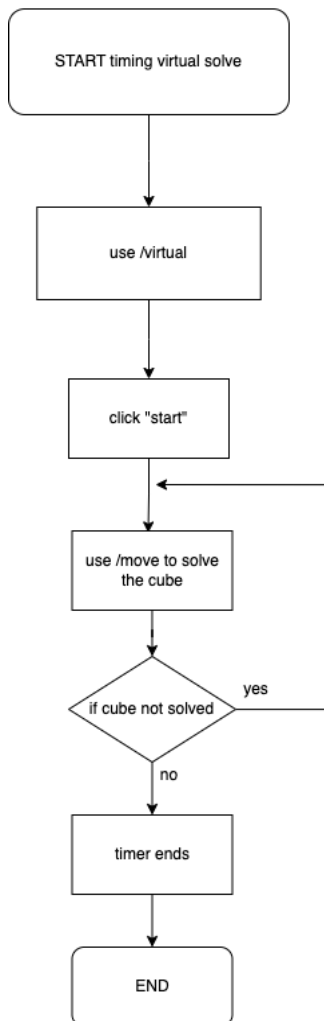 START timing virtual solve
use /virtual
click "start"
use /move to solve
the cube
if cube not solved
yes
no
timer ends
END